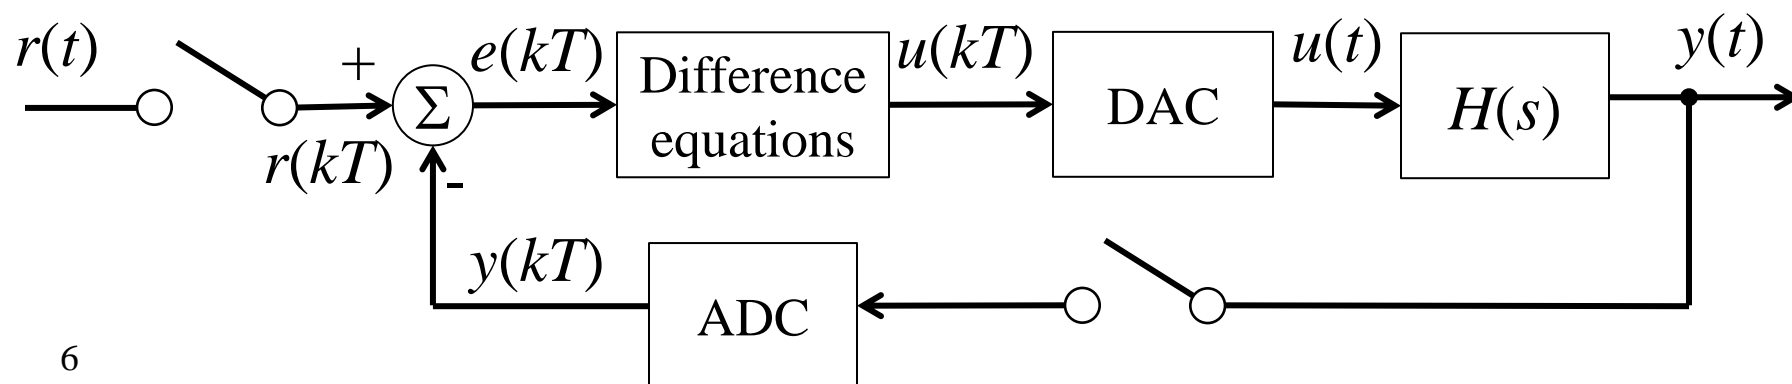 r(t)
+
r(kT)
Σ
-
e(kT)
Difference
equations
u(kT)
DAC
u(t)
H(s)
y(t)
y(kT)
ADC
6